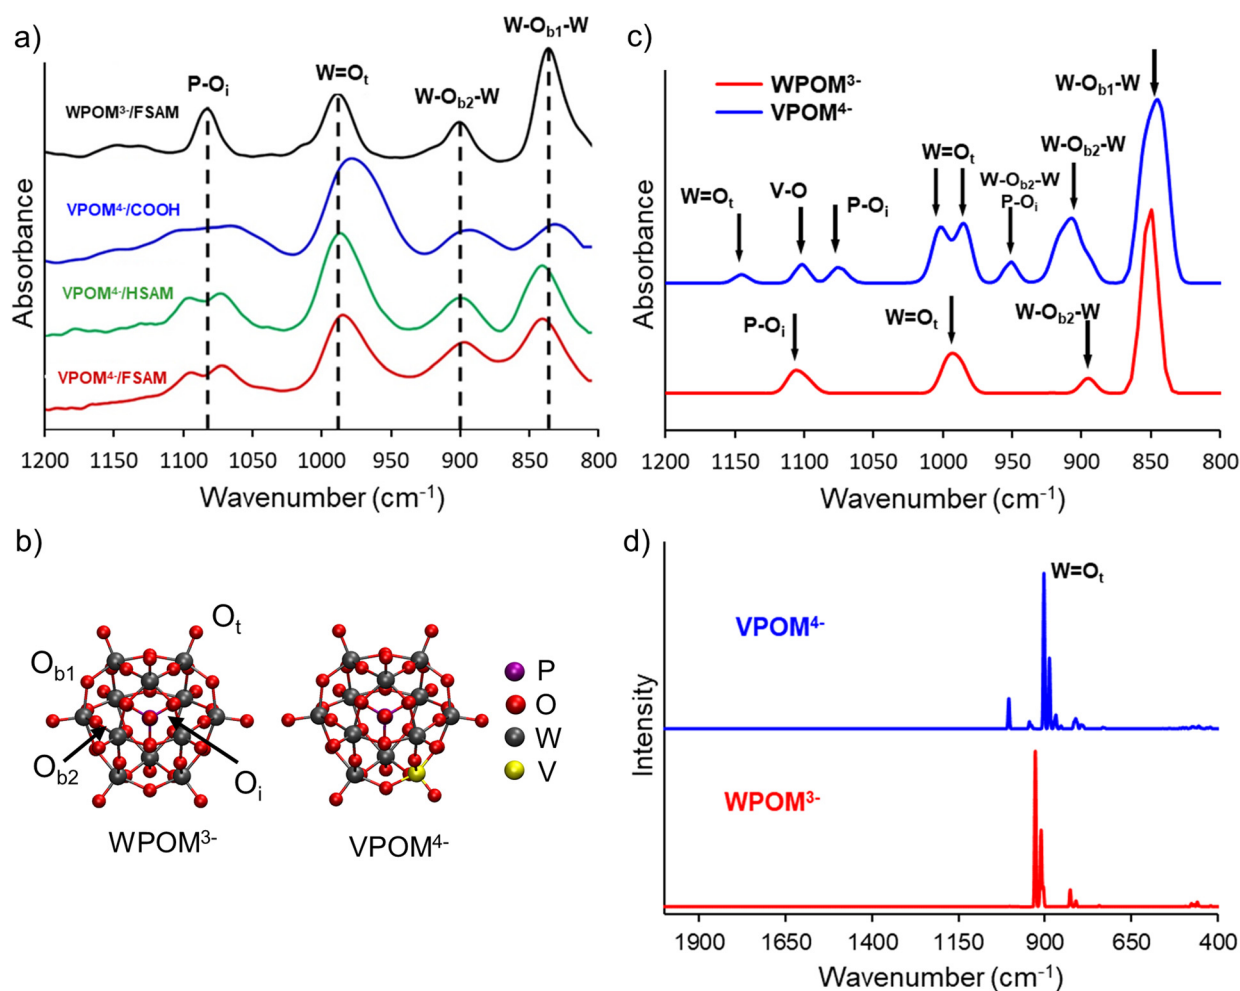 a)
W-Ob1-W
P-Oi
W=Ot
W-Ob2-W
WPOM3-/FSAM
VPOM4-/COOH
VPOM4-/HSAM
VPOM4-/FSAM
Absorbance
1200 1150 1100 1050 1000 950 900 850 800
Wavenumber (cm-1)
c)
WPOM3-
VPOM4-
W-Ob1-W
W=Ot
W-Ob2-W
W-Ob2-W
P-Oi
W=Ot
V-O
P-Oi
P-Oi
W=Ot
W-Ob2-W
Absorbance
1200 1150 1100 1050 1000 950 900 850 800
Wavenumber (cm-1)
b)
Ot
Ob1
Ob2
Oi
P
O
W
V
WPOM3-
VPOM4-
d)
W=Ot
VPOM4-
WPOM3-
Intensity
1900 1650 1400 1150 900 650 400
Wavenumber (cm-1)